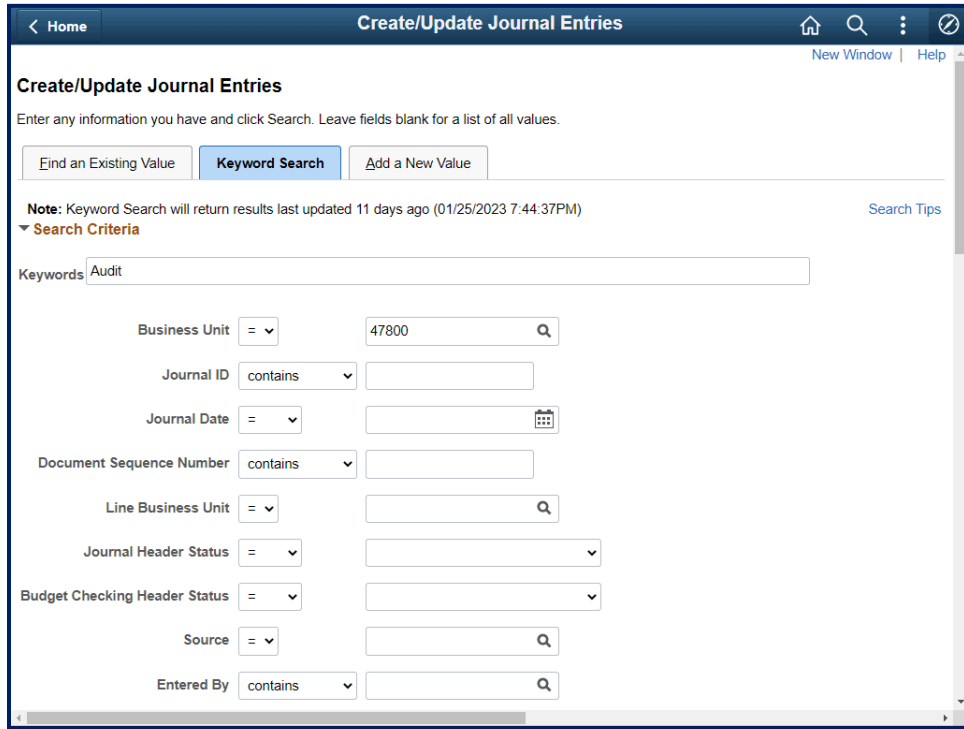 Home Create/Update Journal Entries
New Window | Help
Create/Update Journal Entries
Enter any information you have and click Search. Leave fields blank for a list of all values.
Find an Existing Value Keyword Search Add a New Value
Note: Keyword Search will return results last updated 11 days ago (01/25/2023 7:44:37PM) Search Tips
Search Criteria
Keywords Audit
Business Unit = 47800
Journal ID contains
Journal Date =
Document Sequence Number contains
Line Business Unit =
Journal Header Status =
Budget Checking Header Status =
Source =
Entered By contains